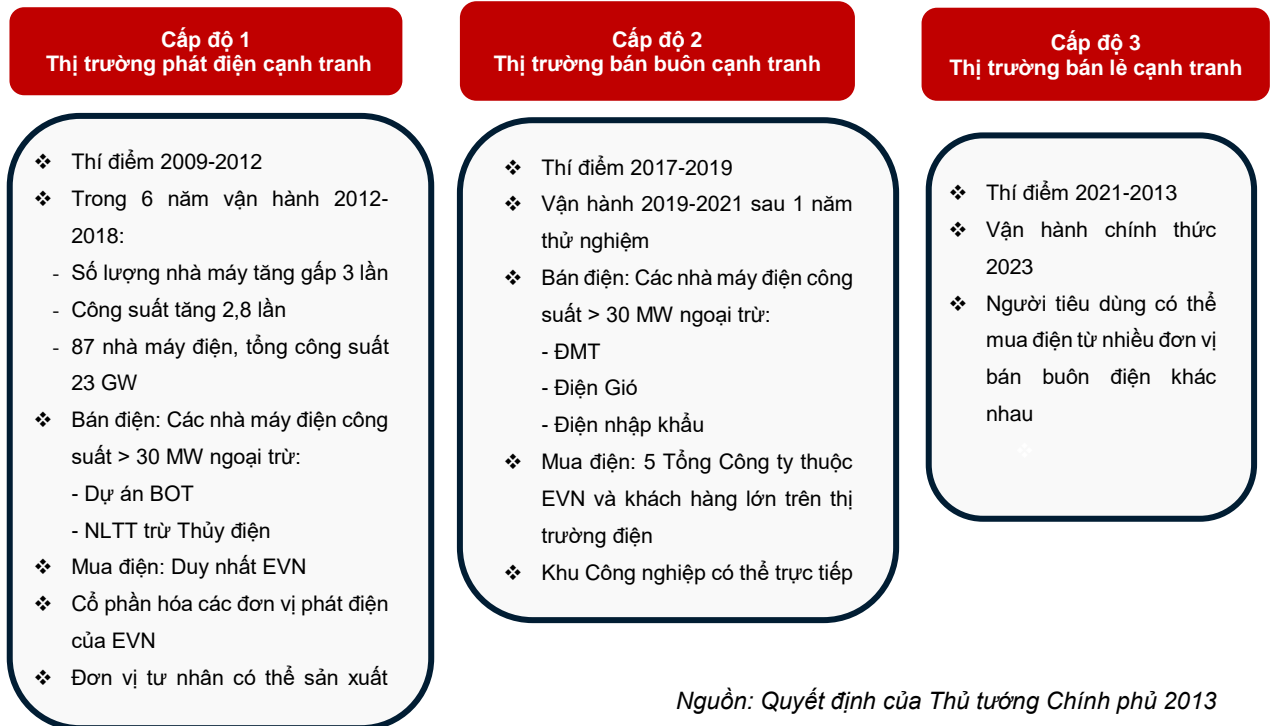 Cấp độ 1
Thị trường phát điện cạnh tranh
❖ Thí điểm 2009-2012
❖ Trong 6 năm vận hành 2012-
2018:
- Số lượng nhà máy tăng gấp 3 lần
- Công suất tăng 2,8 lần
- 87 nhà máy điện, tổng công suất
23 GW
❖ Bán điện: Các nhà máy điện công
suất > 30 MW ngoại trừ:
- Dự án BOT
- NLTT trừ Thủy điện
❖ Mua điện: Duy nhất EVN
❖ Cổ phần hóa các đơn vị phát điện
của EVN
❖ Đơn vị tư nhân có thể sản xuất
Cấp độ 2
Thị trường bán buôn cạnh tranh
❖ Thí điểm 2017-2019
❖ Vận hành 2019-2021 sau 1 năm
thử nghiệm
❖ Bán điện: Các nhà máy điện công
suất > 30 MW ngoại trừ:
- ĐMT
- Điện Gió
- Điện nhập khẩu
❖ Mua điện: 5 Tổng Công ty thuộc
EVN và khách hàng lớn trên thị
trường điện
❖ Khu Công nghiệp có thể trực tiếp
Cấp độ 3
Thị trường bán lẻ cạnh tranh
❖ Thí điểm 2021-2013
❖ Vận hành chính thức
2023
❖ Người tiêu dùng có thể
mua điện từ nhiều đơn vị
bán buôn điện khác
nhau
Nguồn: Quyết định của Thủ tướng Chính phủ 2013